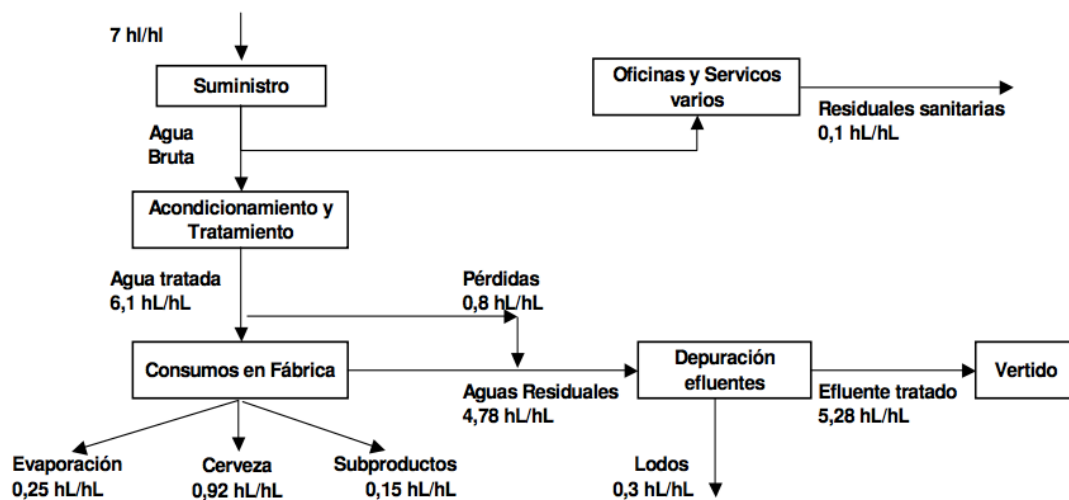 7 hl/hl
Suministro
Oficinas y Servicos
varios
Residuales sanitarias
0,1 hL/hL
Agua
Bruta
Acondicionamiento y
Tratamiento
Agua tratada
6,1 hL/hL
Pérdidas
0,8 hL/hL
Consumos en Fábrica
Depuración
efluentes
Vertido
Aguas Residuales
4,78 hL/hL
Efluente tratado
5,28 hL/hL
Evaporación
0,25 hL/hL
Cerveza
0,92 hL/hL
Subproductos
0,15 hL/hL
Lodos
0,3 hL/hL